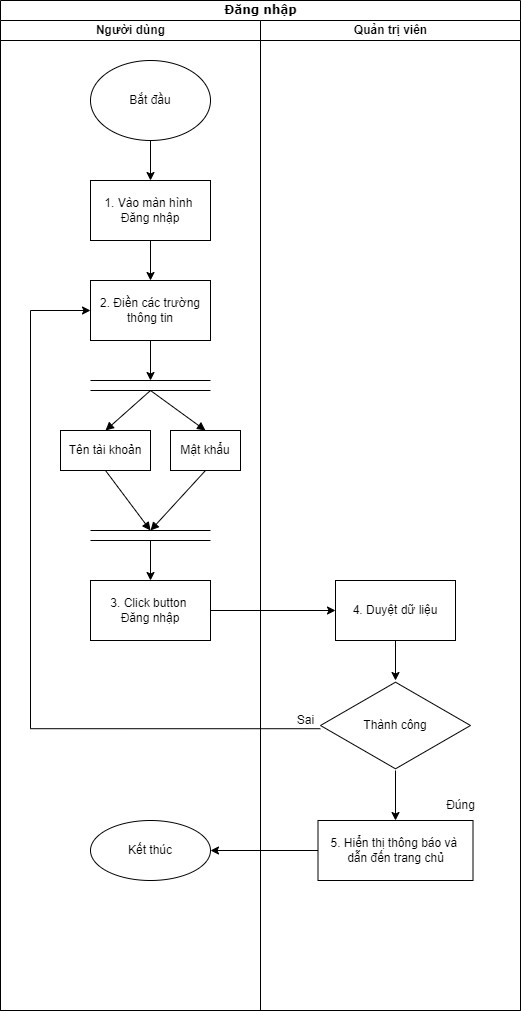 Đăng nhập
Người dùng
Quản trị viên
Bắt đầu
1. Vào màn hình
Đăng nhập
2. Điền các trường
thông tin
Tên tài khoản
Mật khẩu
3. Click button
Đăng nhập
4. Duyệt dữ liệu
Thành công
Sai
Đúng
5. Hiển thị thông báo và
dẫn đến trang chủ
Kết thúc